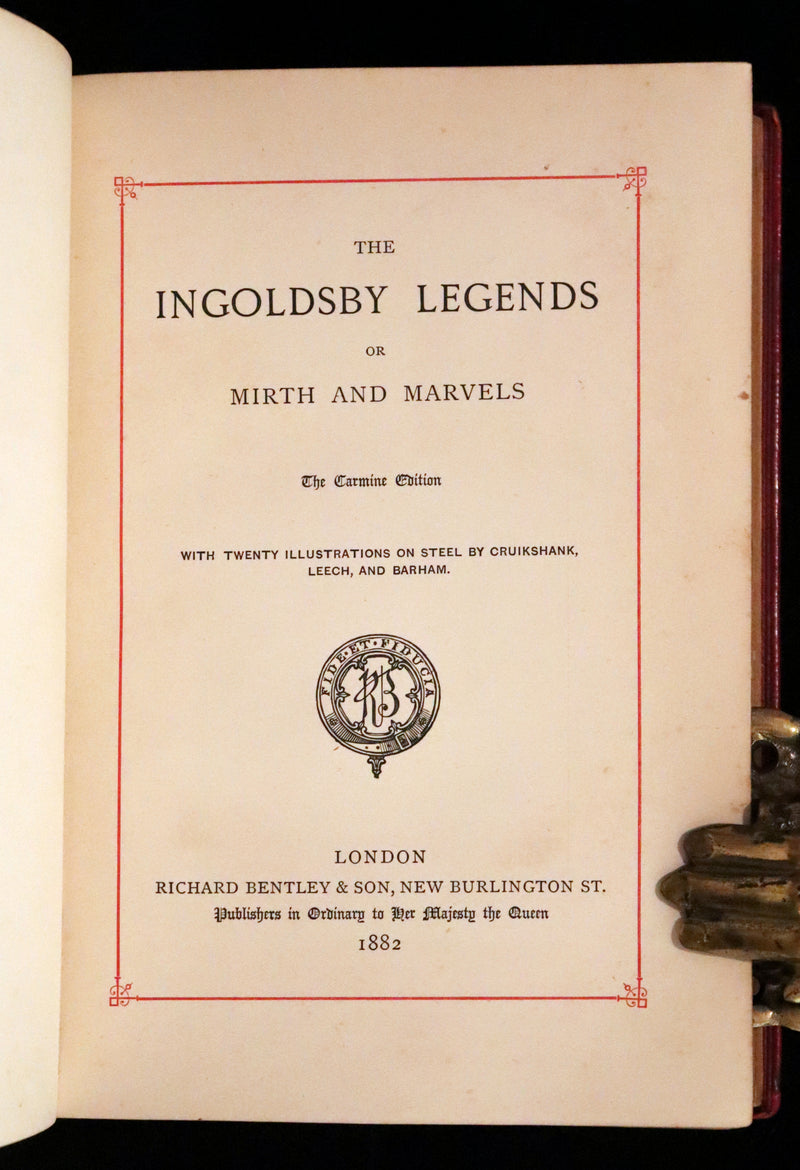 THE
INGOLDSBY LEGENDS
OR
MIRTH AND MARVELS
The Carmine Edition
WITH TWENTY ILLUSTRATIONS ON STEEL BY CRUIKSHANK,
LEECH, AND BARHAM.
FIDE·ET·FIDUCIA
RB
LONDON
RICHARD BENTLEY & SON, NEW BURLINGTON ST.
Publishers in Ordinary to Her Majesty the Queen
1882